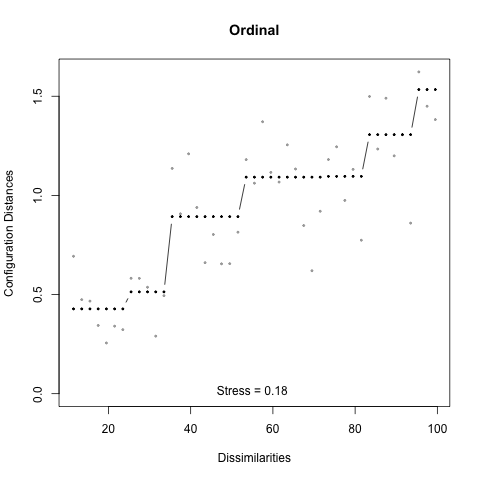 Ordinal
Configuration Distances
1.5
1.0
0.5
0.0
Stress = 0.18
20 40 60 80 100
Dissimilarities